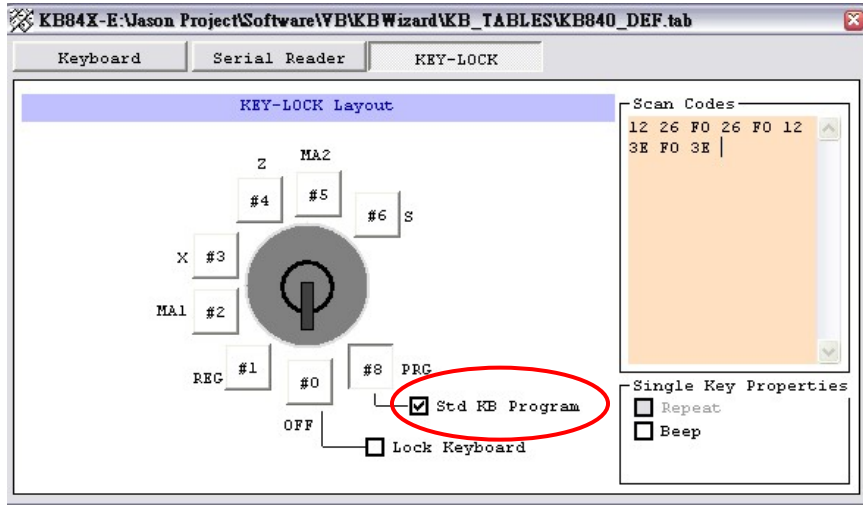 KB84X-E:\Jason Project\Software\VB\KBWizard\KB_TABLES\KB840_DEF.tab
Keyboard Serial Reader KEY-LOCK
KEY-LOCK Layout
Scan Codes
12 26 F0 26 F0 12
3E F0 3E
Z MA2
#4 #5
#6 S
X #3
MA1 #2
REG #1 #0 #8 PRG
OFF
Std KB Program
Lock Keyboard
Single Key Properties
Repeat
Beep